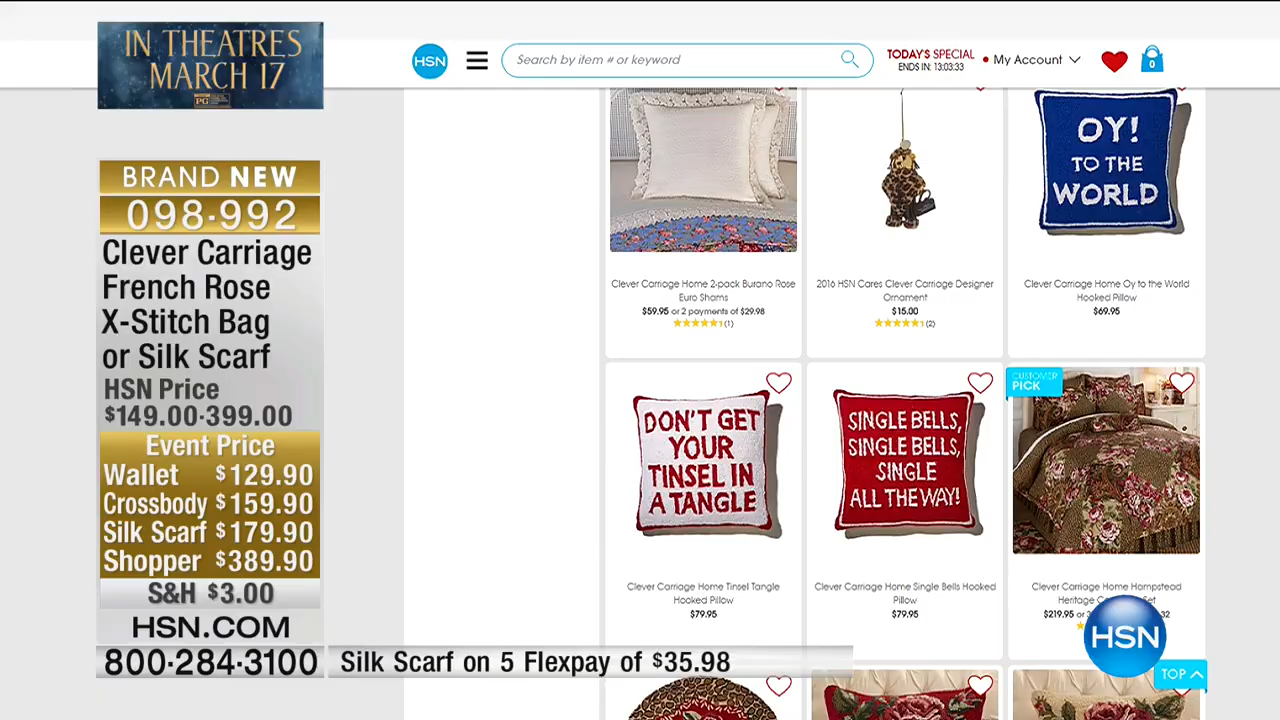 IN THEATRES
MARCH 17
PG
BRAND NEW
098·992
Clever Carriage
French Rose
X-Stitch Bag
or Silk Scarf
HSN Price
$149.00-399.00
Event Price
Wallet $129.90
Crossbody $159.90
Silk Scarf $179.90
Shopper $389.90
S&H $3.00
HSN.COM
800·284·3100
Silk Scarf on 5 Flexpay of $35.98
HSN
Search by item # or keyword
TODAY'S SPECIAL
ENDS IN: 13:03:33
My Account
0
Clever Carriage Home 2-pack Burano Rose
Euro Shams
$59.95 or 2 payments of $29.98
(1)
2016 HSN Cares Clever Carriage Designer
Ornament
$15.00
(2)
OY!
TO THE
WORLD
Clever Carriage Home Oy to the World
Hooked Pillow
$69.95
DON'T GET
YOUR
TINSEL IN
A TANGLE
Clever Carriage Home Tinsel Tangle
Hooked Pillow
$79.95
SINGLE BELLS,
SINGLE BELLS,
SINGLE
ALL THE WAY!
Clever Carriage Home Single Bells Hooked
Pillow
$79.95
CUSTOMER
PICK
Clever Carriage Home Hampstead
Heritage
$219.95 or
HSN
TOP